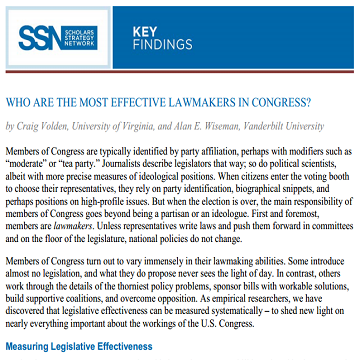 SSN SCHOLARS
STRATEGY
NETWORK
KEY
FINDINGS
WHO ARE THE MOST EFFECTIVE LAWMAKERS IN CONGRESS?
by Craig Volden, University of Virginia, and Alan E. Wiseman, Vanderbilt University
Members of Congress are typically identified by party affiliation, perhaps with modifiers such as
“moderate” or “tea party.” Journalists describe legislators that way; so do political scientists,
albeit with more precise measures of ideological positions. When citizens enter the voting booth
to choose their representatives, they rely on party identification, biographical snippets, and
perhaps positions on high-profile issues. But when the election is over, the main responsibility of
members of Congress goes beyond being a partisan or an ideologue. First and foremost,
members are lawmakers. Unless representatives write laws and push them forward in committees
and on the floor of the legislature, national policies do not change.
Members of Congress turn out to vary immensely in their lawmaking abilities. Some introduce
almost no legislation, and what they do propose never sees the light of day. In contrast, others
work through the details of the thorniest policy problems, sponsor bills with workable solutions,
build supportive coalitions, and overcome opposition. As empirical researchers, we have
discovered that legislative effectiveness can be measured systematically – to shed new light on
nearly everything important about the workings of the U.S. Congress.
Measuring Legislative Effectiveness